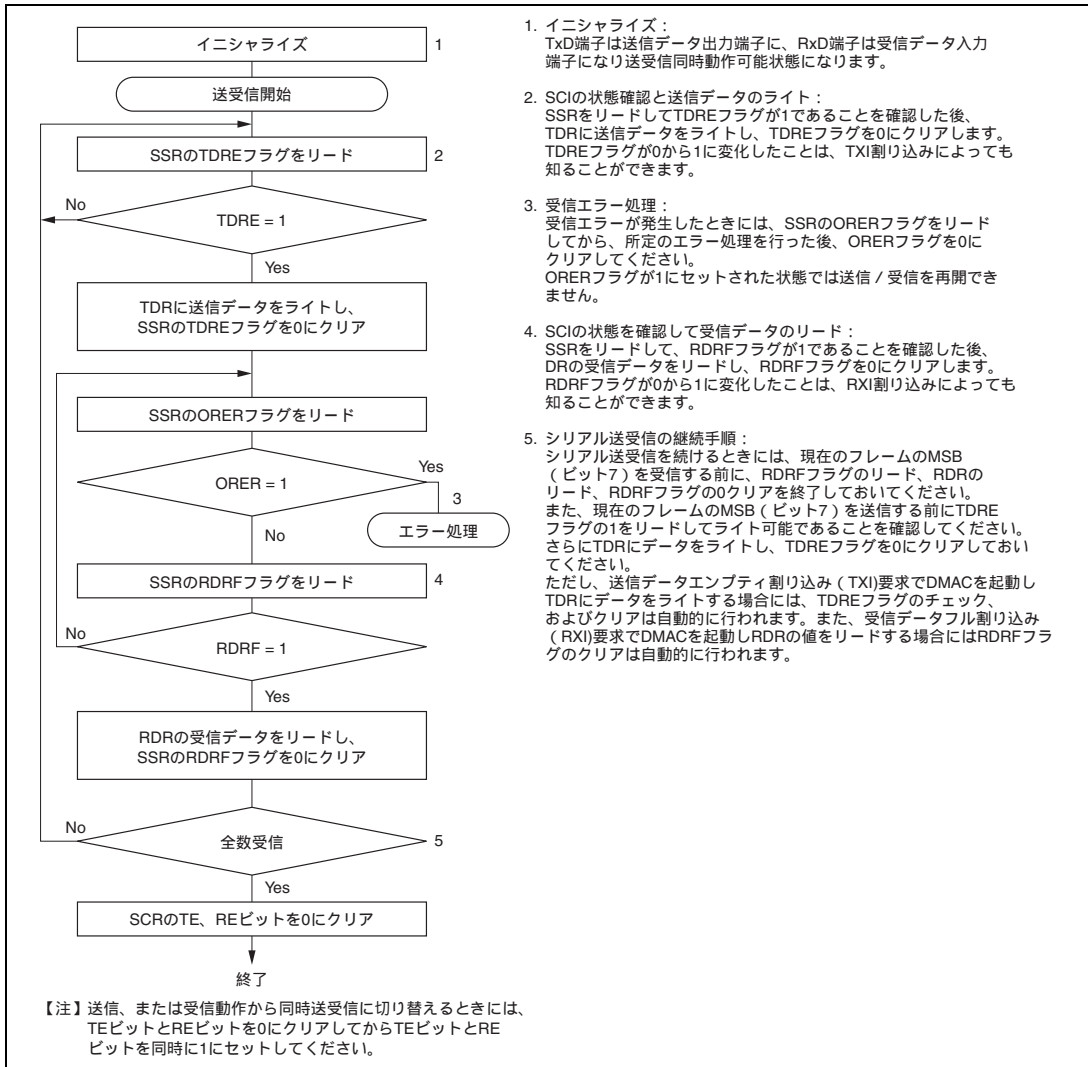 イニシャライズ
1
送受信開始
SSRのTDREフラグをリード
2
No
TDRE = 1
Yes
TDRに送信データをライトし、
SSRのTDREフラグを0にクリア
SSRのORERフラグをリード
Yes
ORER = 1
3
No
エラー処理
SSRのRDRFフラグをリード
4
No
RDRF = 1
Yes
RDRの受信データをリードし、
SSRのRDRFフラグを0にクリア
No
全数受信
5
Yes
SCRのTE、REビットを0にクリア
終了
【注】送信、または受信動作から同時送受信に切り替えるときには、
TEビットとREビットを0にクリアしてからTEビットとRE
ビットを同時に1にセットしてください。
1. イニシャライズ：
TxD端子は送信データ出力端子に、RxD端子は受信データ入力
端子になり送受信同時動作可能状態になります。
2. SCIの状態確認と送信データのライト：
SSRをリードしてTDREフラグが1であることを確認した後、
TDRに送信データをライトし、TDREフラグを0にクリアします。
TDREフラグが0から1に変化したことは、TXI割り込みによっても
知ることができます。
3. 受信エラー処理：
受信エラーが発生したときには、SSRのORERフラグをリード
してから、所定のエラー処理を行った後、ORERフラグを0に
クリアしてください。
ORERフラグが1にセットされた状態では送信 / 受信を再開でき
ません。
4. SCIの状態を確認して受信データのリード：
SSRをリードして、RDRFフラグが1であることを確認した後、
DRの受信データをリードし、RDRFフラグを0にクリアします。
RDRFフラグが0から1に変化したことは、RXI割り込みによっても
知ることができます。
5. シリアル送受信の継続手順：
シリアル送受信を続けるときには、現在のフレームのMSB
（ビット7）を受信する前に、RDRFフラグのリード、RDRの
リード、RDRFフラグの0クリアを終了しておいてください。
また、現在のフレームのMSB（ビット7）を送信する前にTDRE
フラグの1をリードしてライト可能であることを確認してください。
さらにTDRにデータをライトし、TDREフラグを0にクリアしておい
てください。
ただし、送信データエンプティ割り込み（TXI)要求でDMACを起動し
TDRにデータをライトする場合には、TDREフラグのチェック、
およびクリアは自動的に行われます。また、受信データフル割り込み
（RXI)要求でDMACを起動しRDRの値をリードする場合にはRDRFフラ
グのクリアは自動的に行われます。